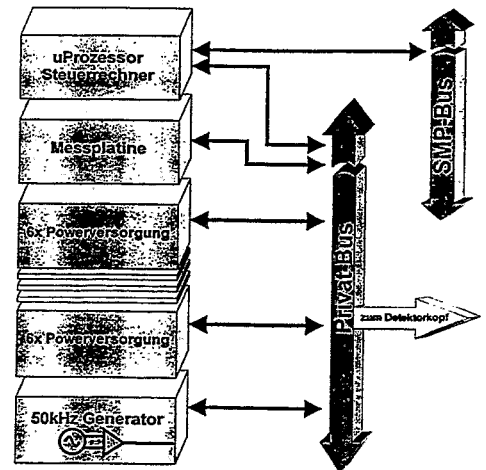 uProzessor
Steuerrechner
Messplatine
6x Powerversorgung
6x Powerversorgung
50kHz Generator
Privat-Bus
SMP-Bus
zum Detektorkopf